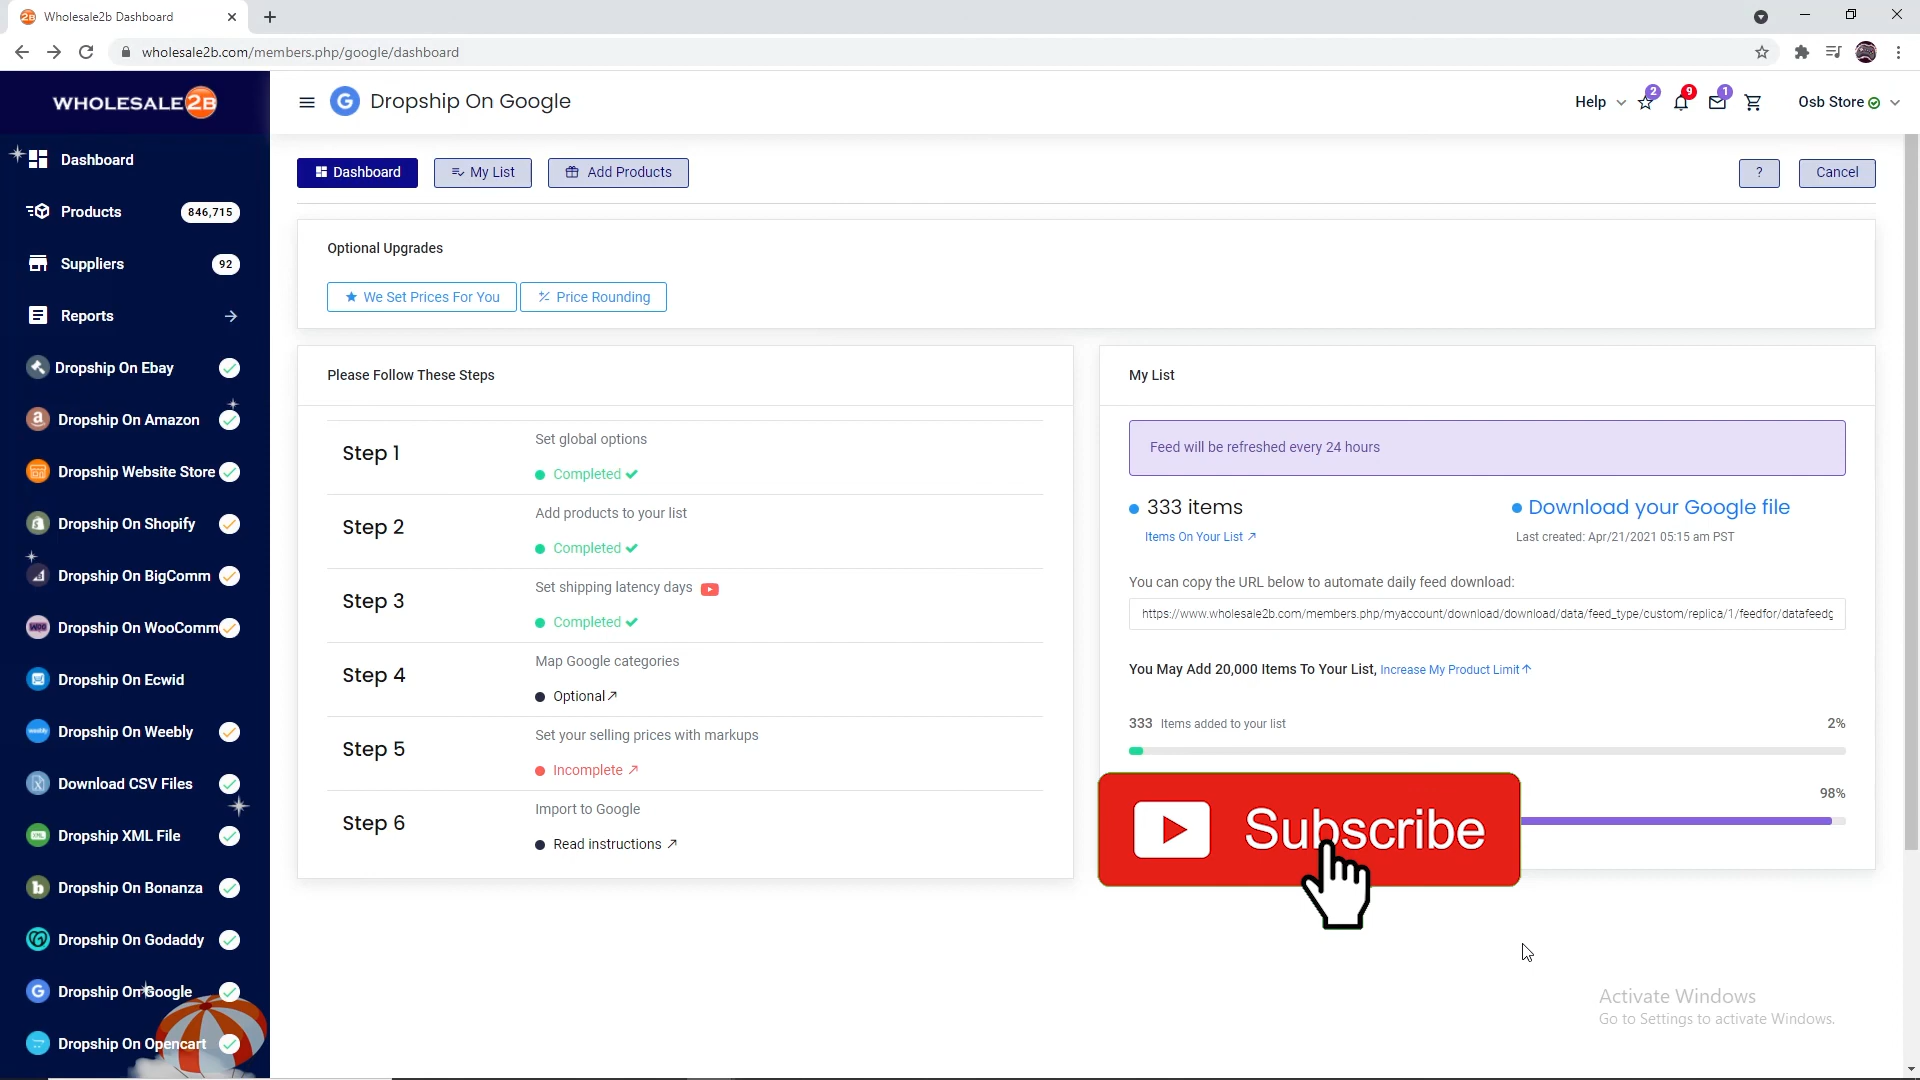 Wholesale2b Dashboard
wholesale2b.com/members.php/google/dashboard
WHOLESALE2B
Dropship On Google
Help
2
9
1
Osb Store
Dashboard
Products 846,715
Suppliers 92
Reports
Dropship On Ebay
Dropship On Amazon
Dropship Website Store
Dropship On Shopify
Dropship On BigComm
Dropship On WooComm
Dropship On Ecwid
Dropship On Weebly
Download CSV Files
Dropship XML File
Dropship On Bonanza
Dropship On Godaddy
Dropship On Google
Dropship On Opencart
Dashboard
My List
Add Products
?
Cancel
Optional Upgrades
We Set Prices For You
Price Rounding
Please Follow These Steps
Step 1
Set global options
Completed
Step 2
Add products to your list
Completed
Step 3
Set shipping latency days
Completed
Step 4
Map Google categories
Optional
Step 5
Set your selling prices with markups
Incomplete
Step 6
Import to Google
Read instructions
My List
Feed will be refreshed every 24 hours
333 items
Items On Your List
Download your Google file
Last created: Apr/21/2021 05:15 am PST
You can copy the URL below to automate daily feed download:
https://www.wholesale2b.com/members.php/myaccount/download/download/data/feed_type/custom/replica/1/feedfor/datafeedg
You May Add 20,000 Items To Your List, Increase My Product Limit
333 Items added to your list 2%
98%
Subscribe
Activate Windows
Go to Settings to activate Windows.